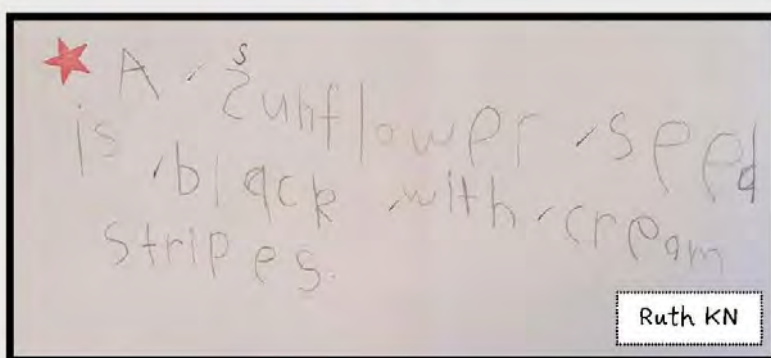 A sunflower seed
is black with cream
stripes.
Ruth KN